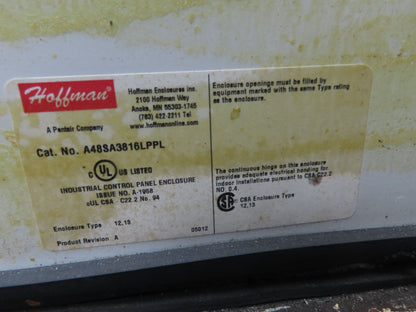 Hoffman
A Pentair Company
Hoffman Enclosures Inc.
2100 Hoffman Way
Anoka, MN 55303-1745
(763) 422-2211 Tel
www.hoffmanonline.com
Cat. No. A48SA3816LPPL
C UL US LISTED
INDUSTRIAL CONTROL PANEL ENCLOSURE
ISSUE NO. A-1958
cUL CSA - C22.2 No. 94
Enclosure Type 12,13
Product Revision A
05012
Enclosure openings must be filled by
equipment marked with the same Type rating
as the enclosure.
The continuous hinge on this enclosure
provides adequate electrical bonding for
indoor installations pursuant to CSA C22.2
NO. 0.4.
CSA Enclosure Type
12,13